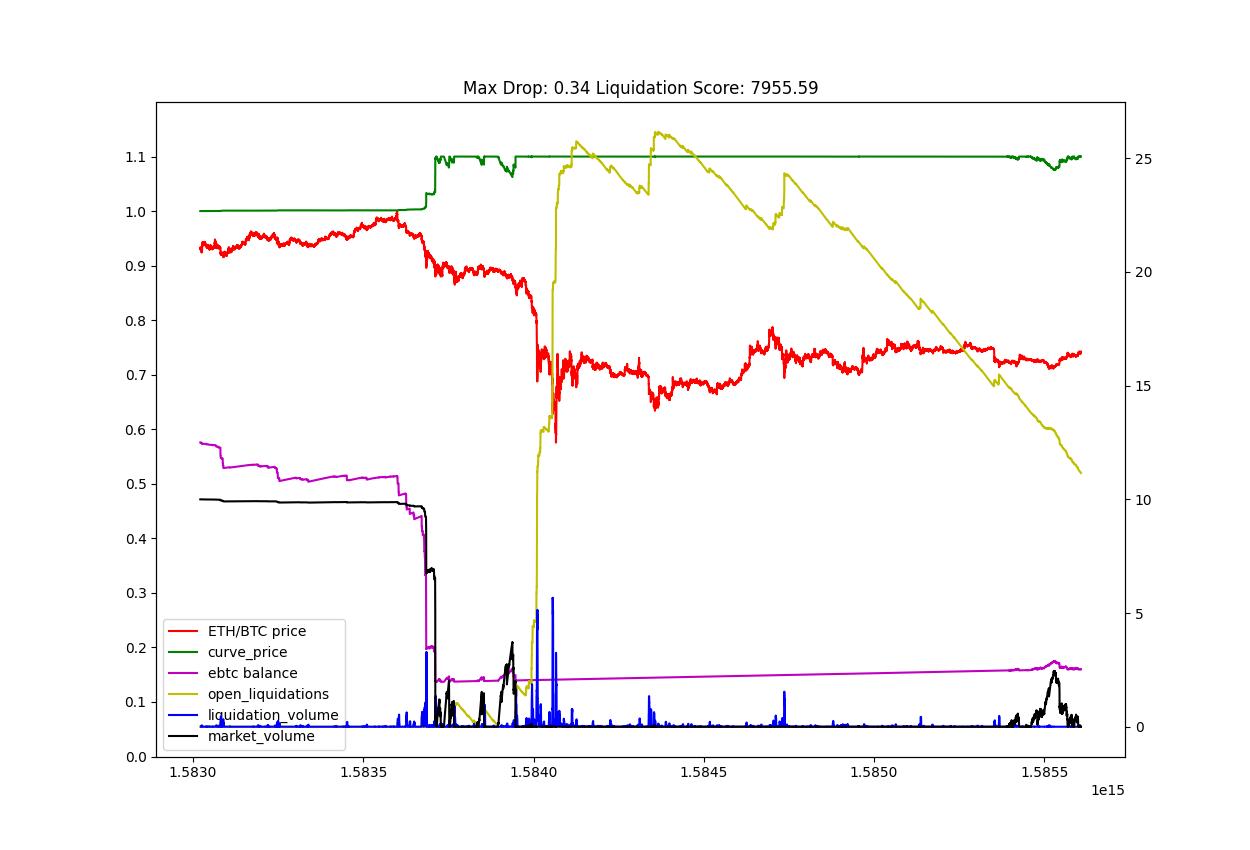 Max Drop: 0.34 Liquidation Score: 7955.59
1.1
1.0
0.9
0.8
0.7
0.6
0.5
0.4
0.3
0.2
0.1
0.0
25
20
15
10
5
0
ETH/BTC price
curve_price
ebtc balance
open_liquidations
liquidation_volume
market_volume
1.5830 1.5835 1.5840 1.5845 1.5850 1.5855
1e15